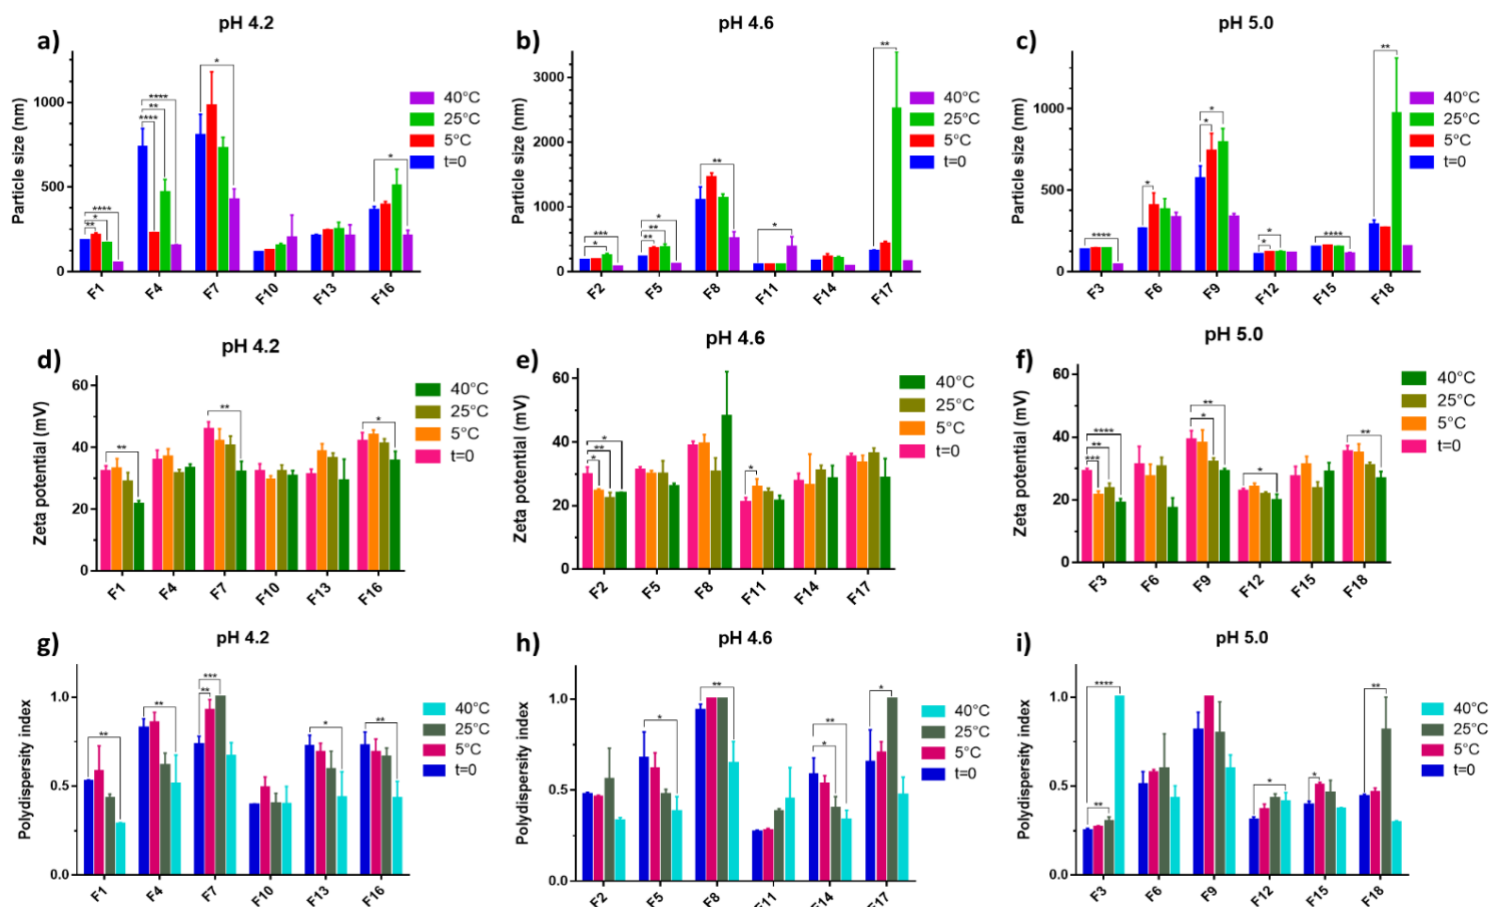 a)
pH 4.2
Particle size (nm)
1000
500
0
****
*
**
****
**
****
*
*
40°C
25°C
5°C
t=0
F1 F4 F7 F10 F13 F16
b)
pH 4.6
Particle size (nm)
3000
2000
1000
0
***
*
*
**
**
**
*
**
40°C
25°C
5°C
t=0
F2 F5 F8 F11 F14 F17
c)
pH 5.0
Particle size (nm)
1000
500
0
****
*
*
*
*
*
****
**
40°C
25°C
5°C
t=0
F3 F6 F9 F12 F15 F18
d)
pH 4.2
Zeta potential (mV)
60
40
20
0
**
**
*
40°C
25°C
5°C
t=0
F1 F4 F7 F10 F13 F16
e)
pH 4.6
Zeta potential (mV)
60
40
20
0
*
**
*
*
40°C
25°C
5°C
t=0
F2 F5 F8 F11 F14 F17
f)
pH 5.0
Zeta potential (mV)
60
40
20
0
****
**
***
**
*
*
**
40°C
25°C
5°C
t=0
F3 F6 F9 F12 F15 F18
g)
pH 4.2
Polydispersity index
1.0
0.5
0.0
**
**
***
**
*
**
40°C
25°C
5°C
t=0
F1 F4 F7 F10 F13 F16
h)
pH 4.6
Polydispersity index
1.0
0.5
0.0
*
**
**
*
*
40°C
25°C
5°C
t=0
F2 F5 F8 F11 F14 F17
i)
pH 5.0
Polydispersity index
1.0
0.5
0.0
****
**
*
*
**
40°C
25°C
5°C
t=0
F3 F6 F9 F12 F15 F18